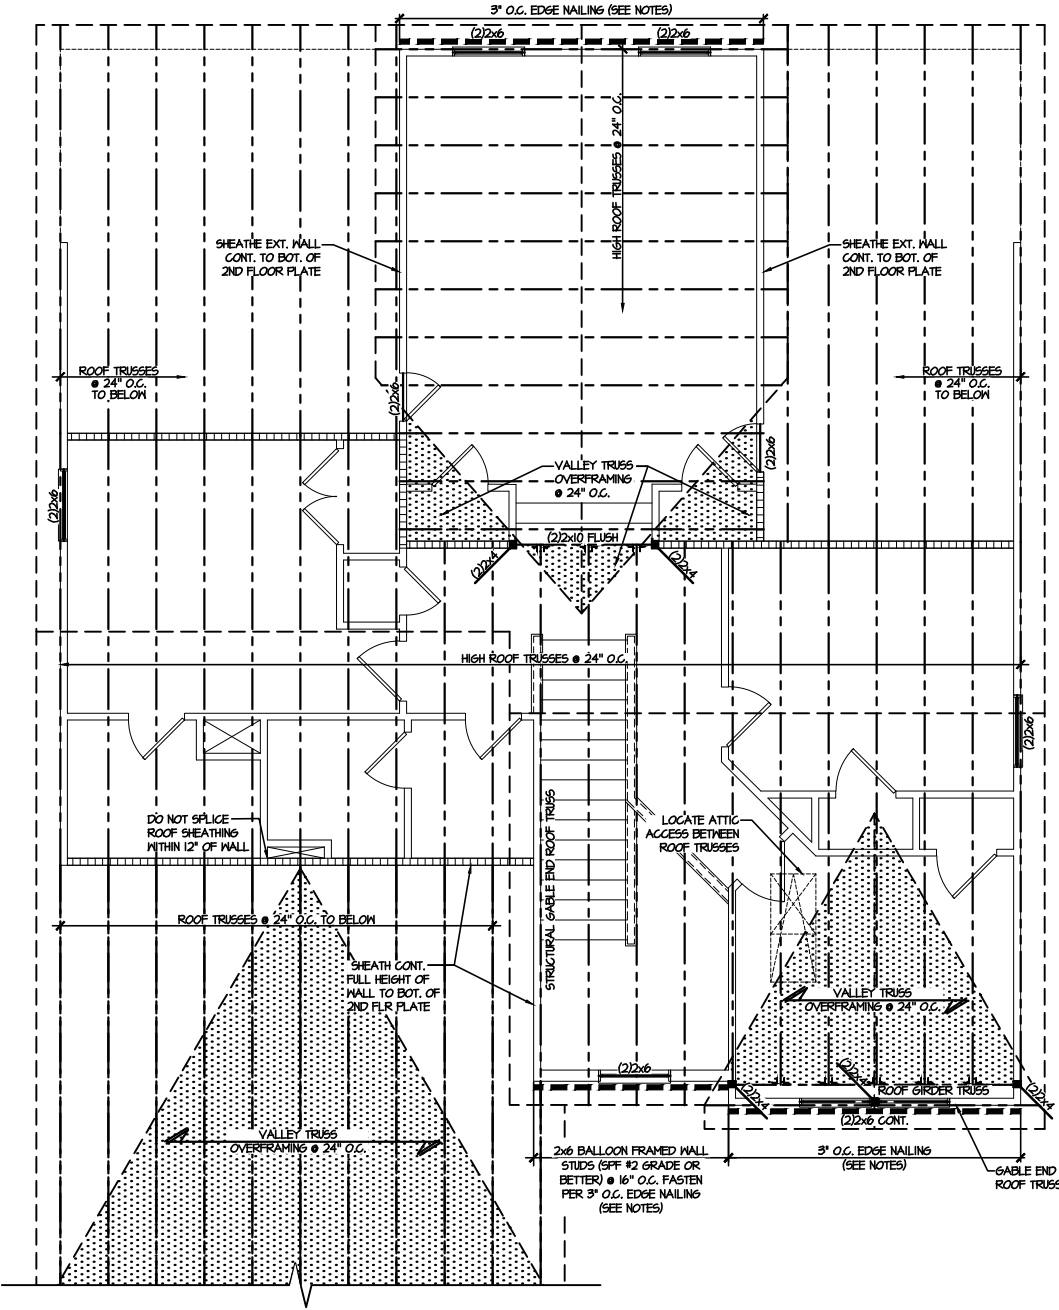 3" O.C. EDGE NAILING (SEE NOTES)
(2)2x6
(2)2x6
HIGH ROOF TRUSSES @ 24" O.C.
SHEATHE EXT. WALL
CONT. TO BOT. OF
2ND FLOOR PLATE
SHEATHE EXT. WALL
CONT. TO BOT. OF
2ND FLOOR PLATE
ROOF TRUSSES
@ 24" O.C.
TO BELOW
ROOF TRUSSES
@ 24" O.C.
TO BELOW
(2)2x6
(2)2x6
VALLEY TRUSS
OVERFRAMING
@ 24" O.C.
(2)2x6
(2)2x10 FLUSH
(2)2x4
(2)2x4
HIGH ROOF TRUSSES @ 24" O.C.
(2)2x6
DO NOT SPLICE
ROOF SHEATHING
WITHIN 12" OF WALL
STRUCTURAL GABLE END ROOF TRUSS
LOCATE ATTIC
ACCESS BETWEEN
ROOF TRUSSES
ROOF TRUSSES @ 24" O.C. TO BELOW
SHEATH CONT.
FULL HEIGHT OF
WALL TO BOT. OF
2ND FLR PLATE
VALLEY TRUSS
OVERFRAMING @ 24" O.C.
(2)2x6
(2)2x4
ROOF GIRDER TRUSS
(2)2x4
(2)2x4
(2)2x6 CONT.
VALLEY TRUSS
OVERFRAMING @ 24" O.C.
2x6 BALLOON FRAMED WALL
STUDS (SPF #2 GRADE OR
BETTER) @ 16" O.C. FASTEN
PER 3" O.C. EDGE NAILING
(SEE NOTES)
3" O.C. EDGE NAILING
(SEE NOTES)
GABLE END
ROOF TRUSS